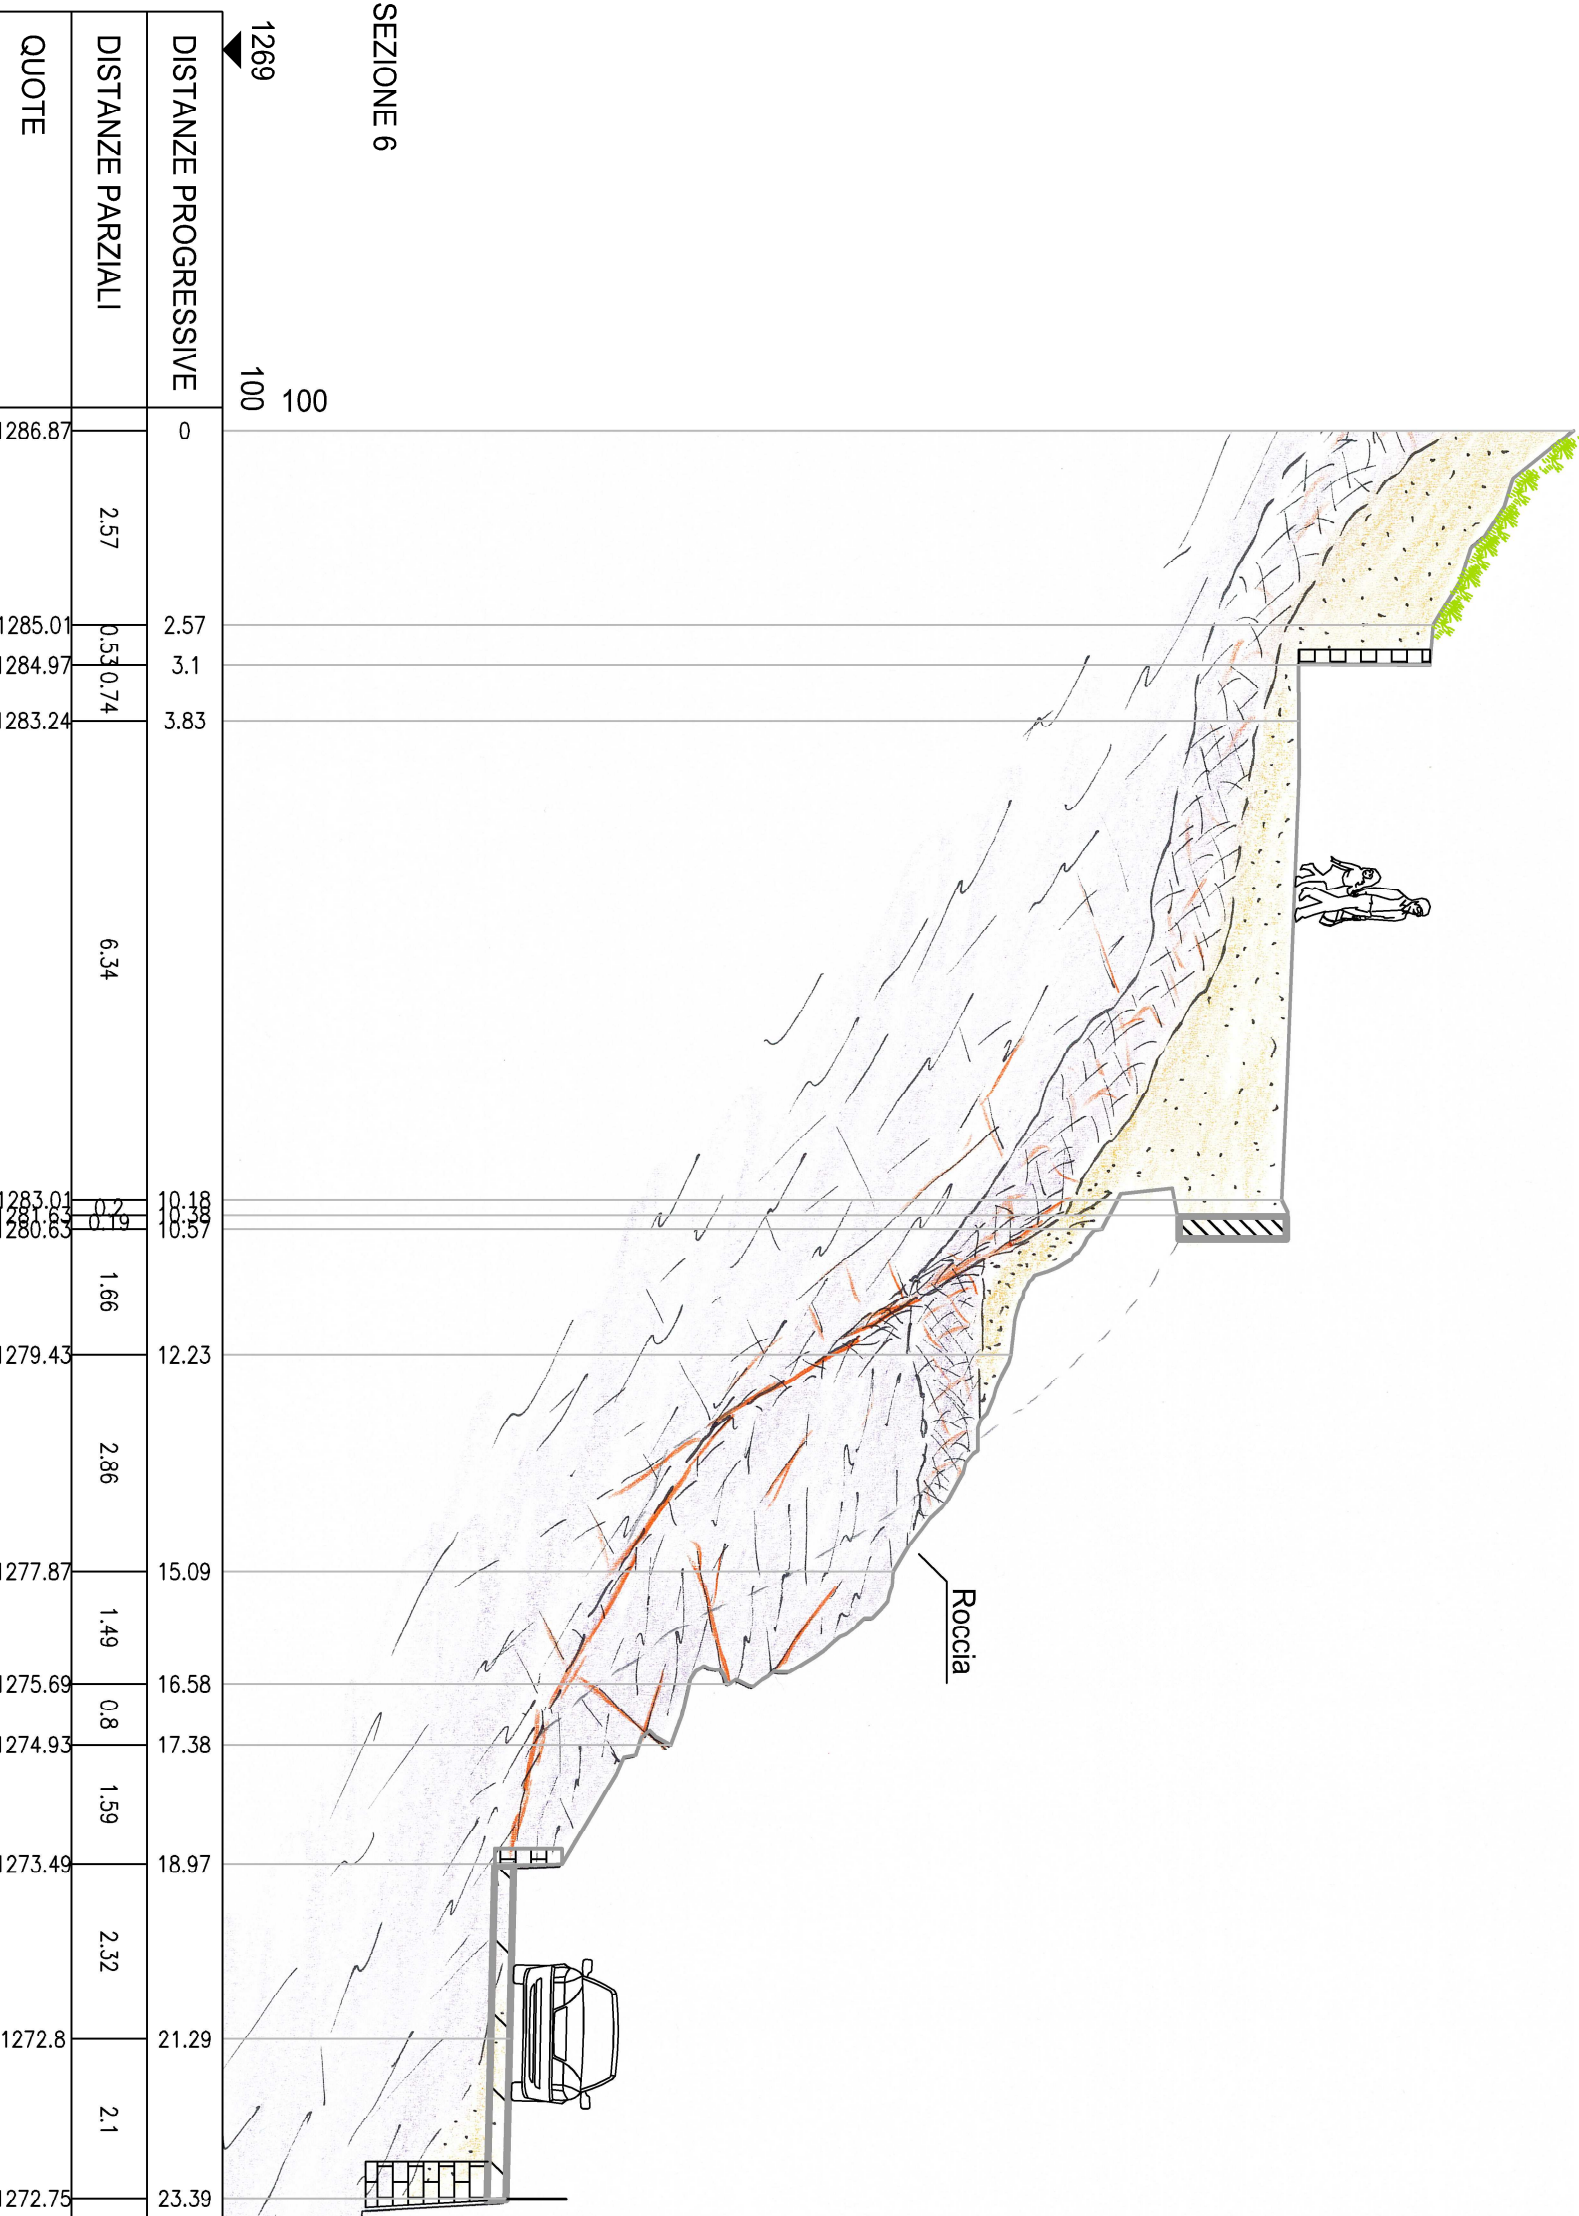 SEZIONE 6
100
1269 100
Roccia
DISTANZE PROGRESSIVE 0 2.57 3.1 3.83 10.18 10.57 12.23 15.09 16.58 17.38 18.97 21.29 23.39
DISTANZE PARZIALI 2.57 0.53 0.74 6.34 1.66 2.86 1.49 0.8 1.59 2.32 2.1
QUOTE 1286.87 1285.01 1284.97 1283.24 1283.01 1280.63 1279.43 1277.87 1275.69 1274.93 1273.49 1272.8 1272.75